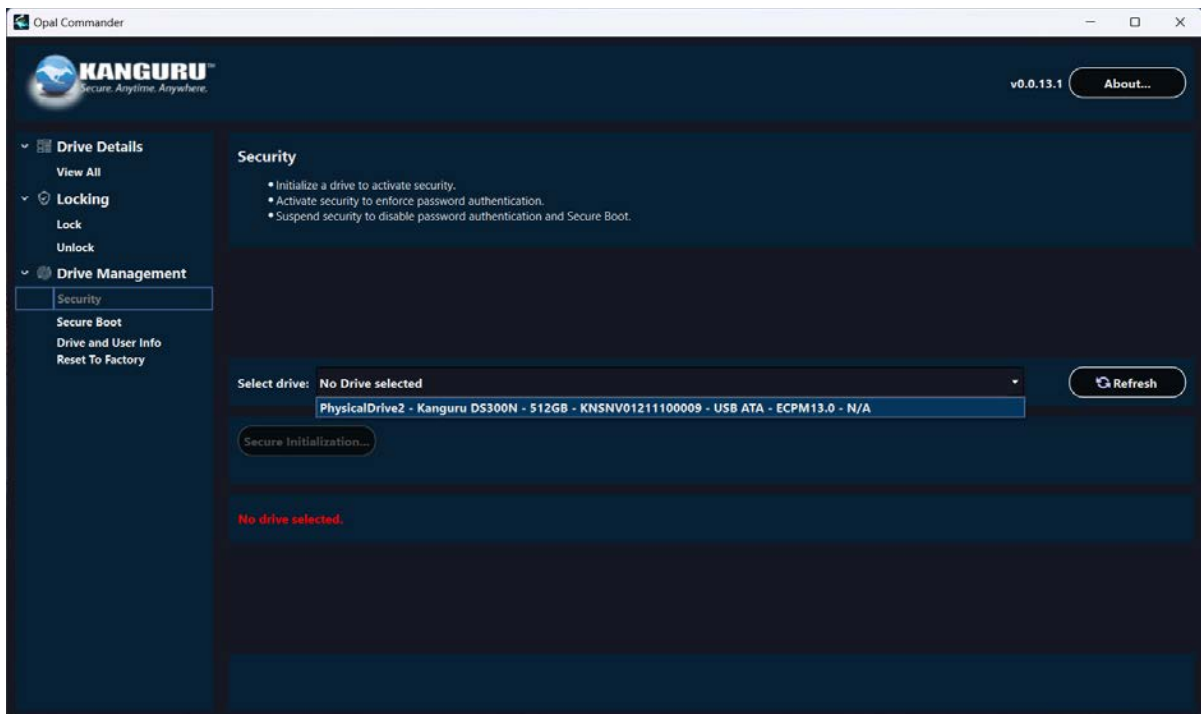 Opal Commander
KANGURU™
Secure. Anytime. Anywhere.
v0.0.13.1
About...
Drive Details
View All
Locking
Lock
Unlock
Drive Management
Security
Secure Boot
Drive and User Info
Reset To Factory
Security
• Initialize a drive to activate security.
• Activate security to enforce password authentication.
• Suspend security to disable password authentication and Secure Boot.
Select drive: No Drive selected
Refresh
PhysicalDrive2 - Kanguru DS300N - 512GB - KNSNV01211100009 - USB ATA - ECPM13.0 - N/A
Secure Initialization...
No drive selected.